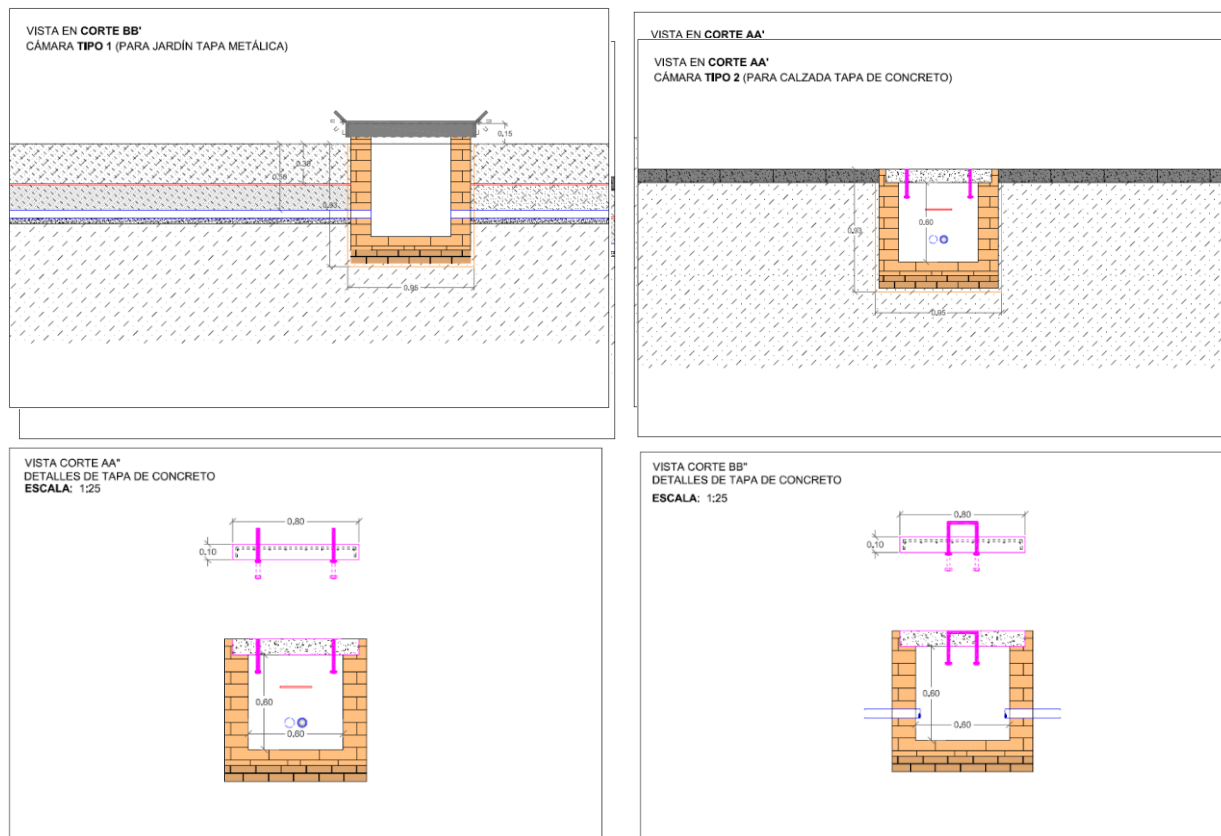 VISTA EN CORTE BB'
CÁMARA TIPO 1 (PARA JARDÍN TAPA METÁLICA)
0.15
0.30
0.50
0.93
0.95
VISTA EN CORTE AA'
VISTA EN CORTE AA'
CÁMARA TIPO 2 (PARA CALZADA TAPA DE CONCRETO)
0.60
0.93
0.95
VISTA CORTE AA"
DETALLES DE TAPA DE CONCRETO
ESCALA: 1:25
0.80
0.10
0.60
0.60
VISTA CORTE BB"
DETALLES DE TAPA DE CONCRETO
ESCALA: 1:25
0.80
0.10
0.60
0.60